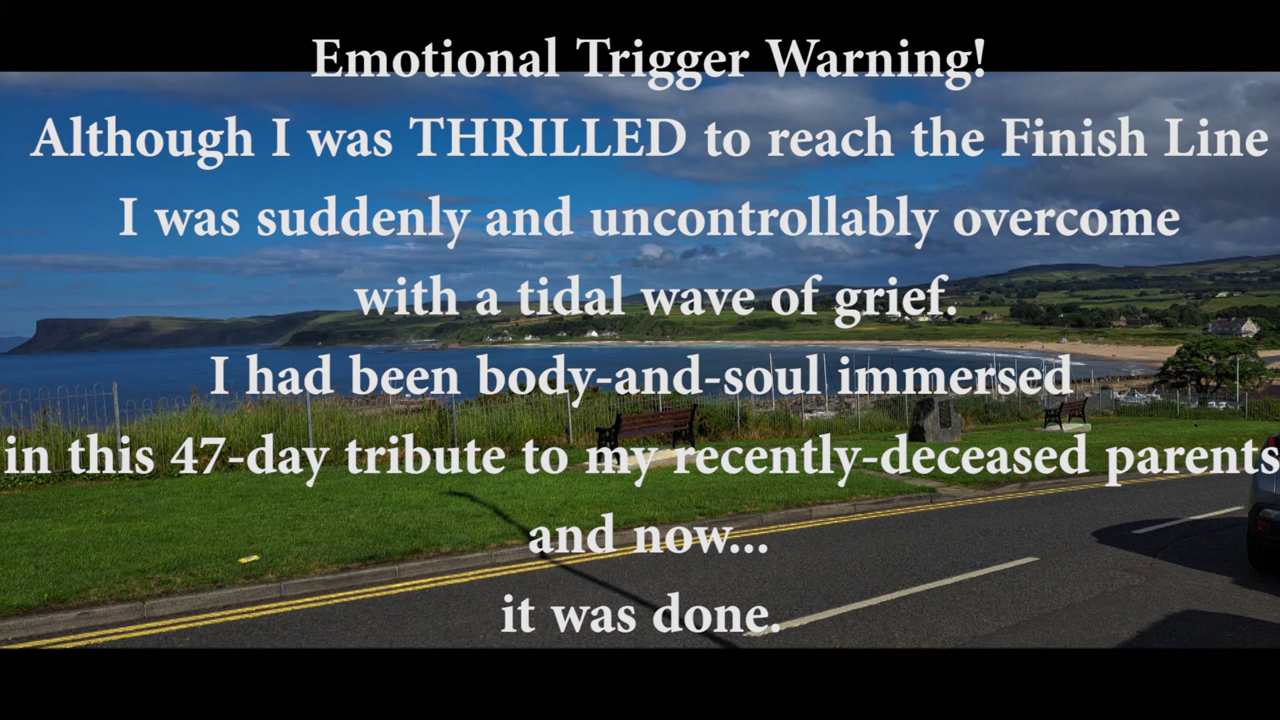 Emotional Trigger Warning!
Although I was THRILLED to reach the Finish Line
I was suddenly and uncontrollably overcome
with a tidal wave of grief.
I had been body-and-soul immersed
in this 47-day tribute to my recently-deceased parents
and now...
it was done.